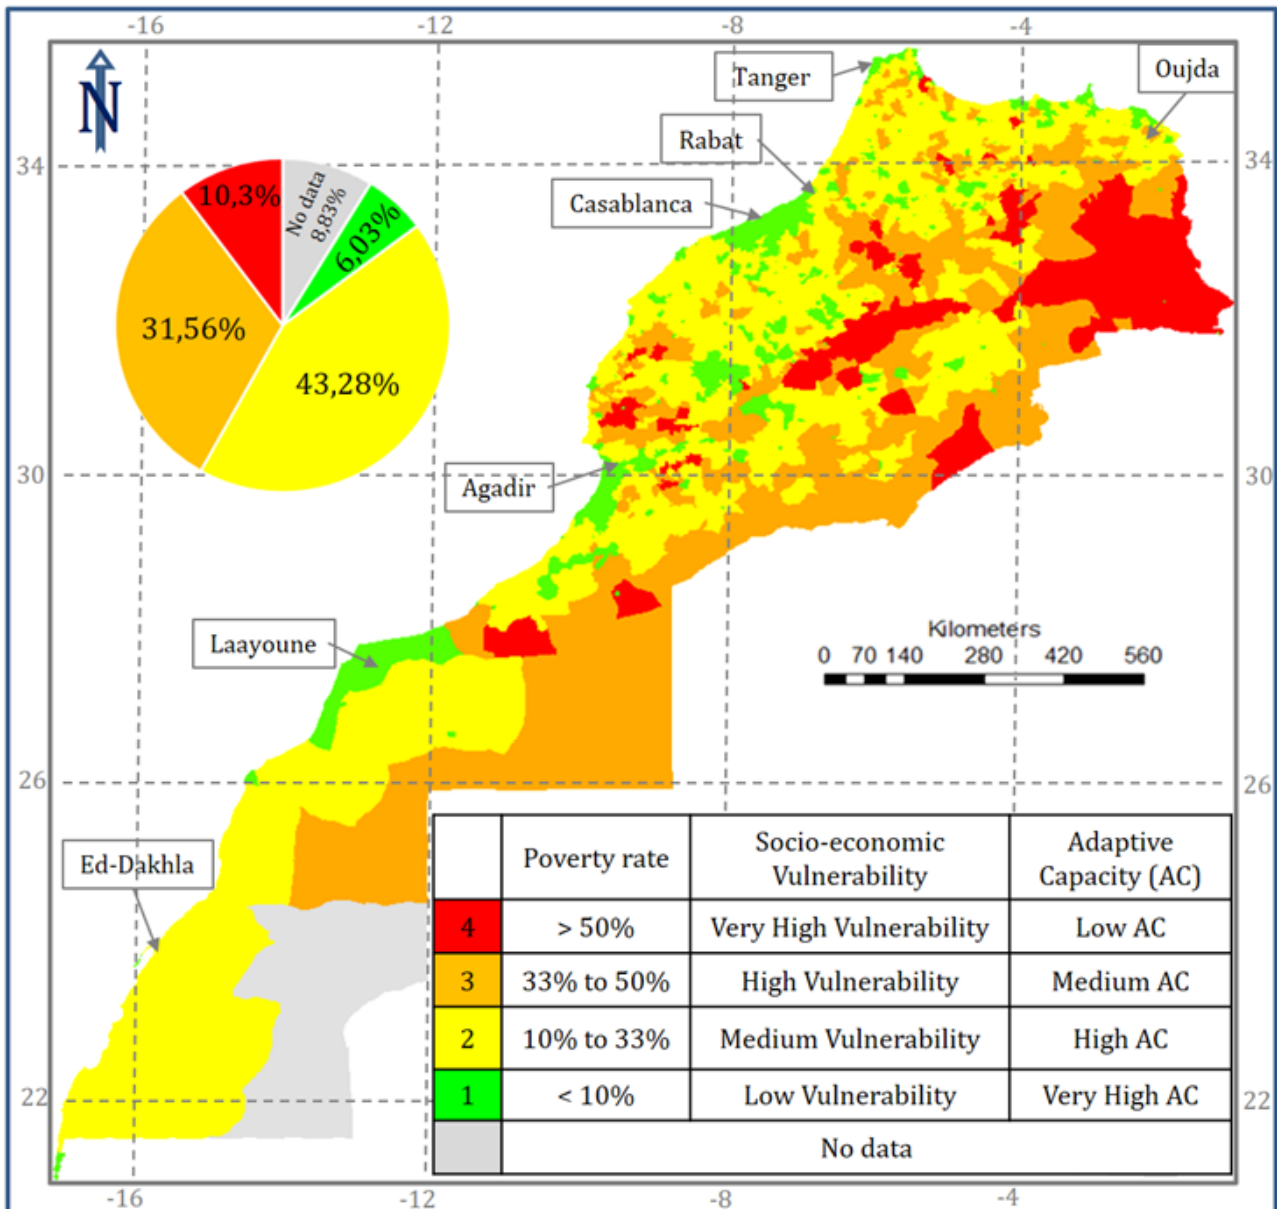 -16 -12 -8 -4
N
Tanger
Oujda
Rabat
34 34
Casablanca
10,3%
No data
8,83%
6,03%
31,56%
43,28%
30 30
Agadir
Laayoune
Kilometers
0 70 140 280 420 560
26 26
Ed-Dakhla
Poverty rate
Socio-economic
Vulnerability
Adaptive
Capacity (AC)
4 > 50% Very High Vulnerability Low AC
3 33% to 50% High Vulnerability Medium AC
2 10% to 33% Medium Vulnerability High AC
1 < 10% Low Vulnerability Very High AC
No data
22 22
-16 -12 -8 -4